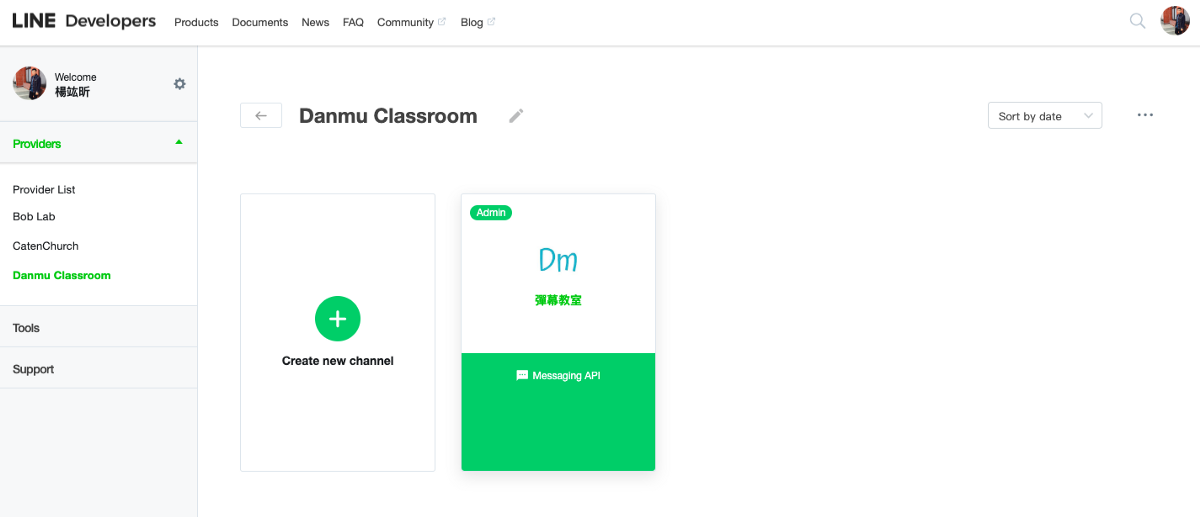 LINE Developers Products Documents News FAQ Community Blog
Welcome
楊竑昕
Providers
Provider List
Bob Lab
CatenChurch
Danmu Classroom
Tools
Support
Danmu Classroom
Sort by date
Create new channel
Admin
Dm
彈幕教室
Messaging API